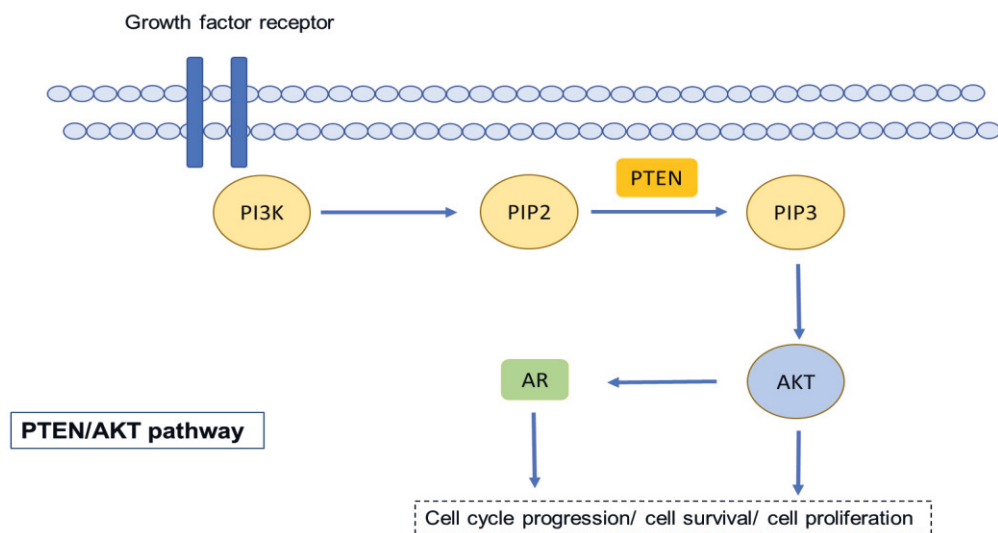 Growth factor receptor
PTEN
PI3K
PIP2
PIP3
AR
AKT
PTEN/AKT pathway
Cell cycle progression/ cell survival/ cell proliferation